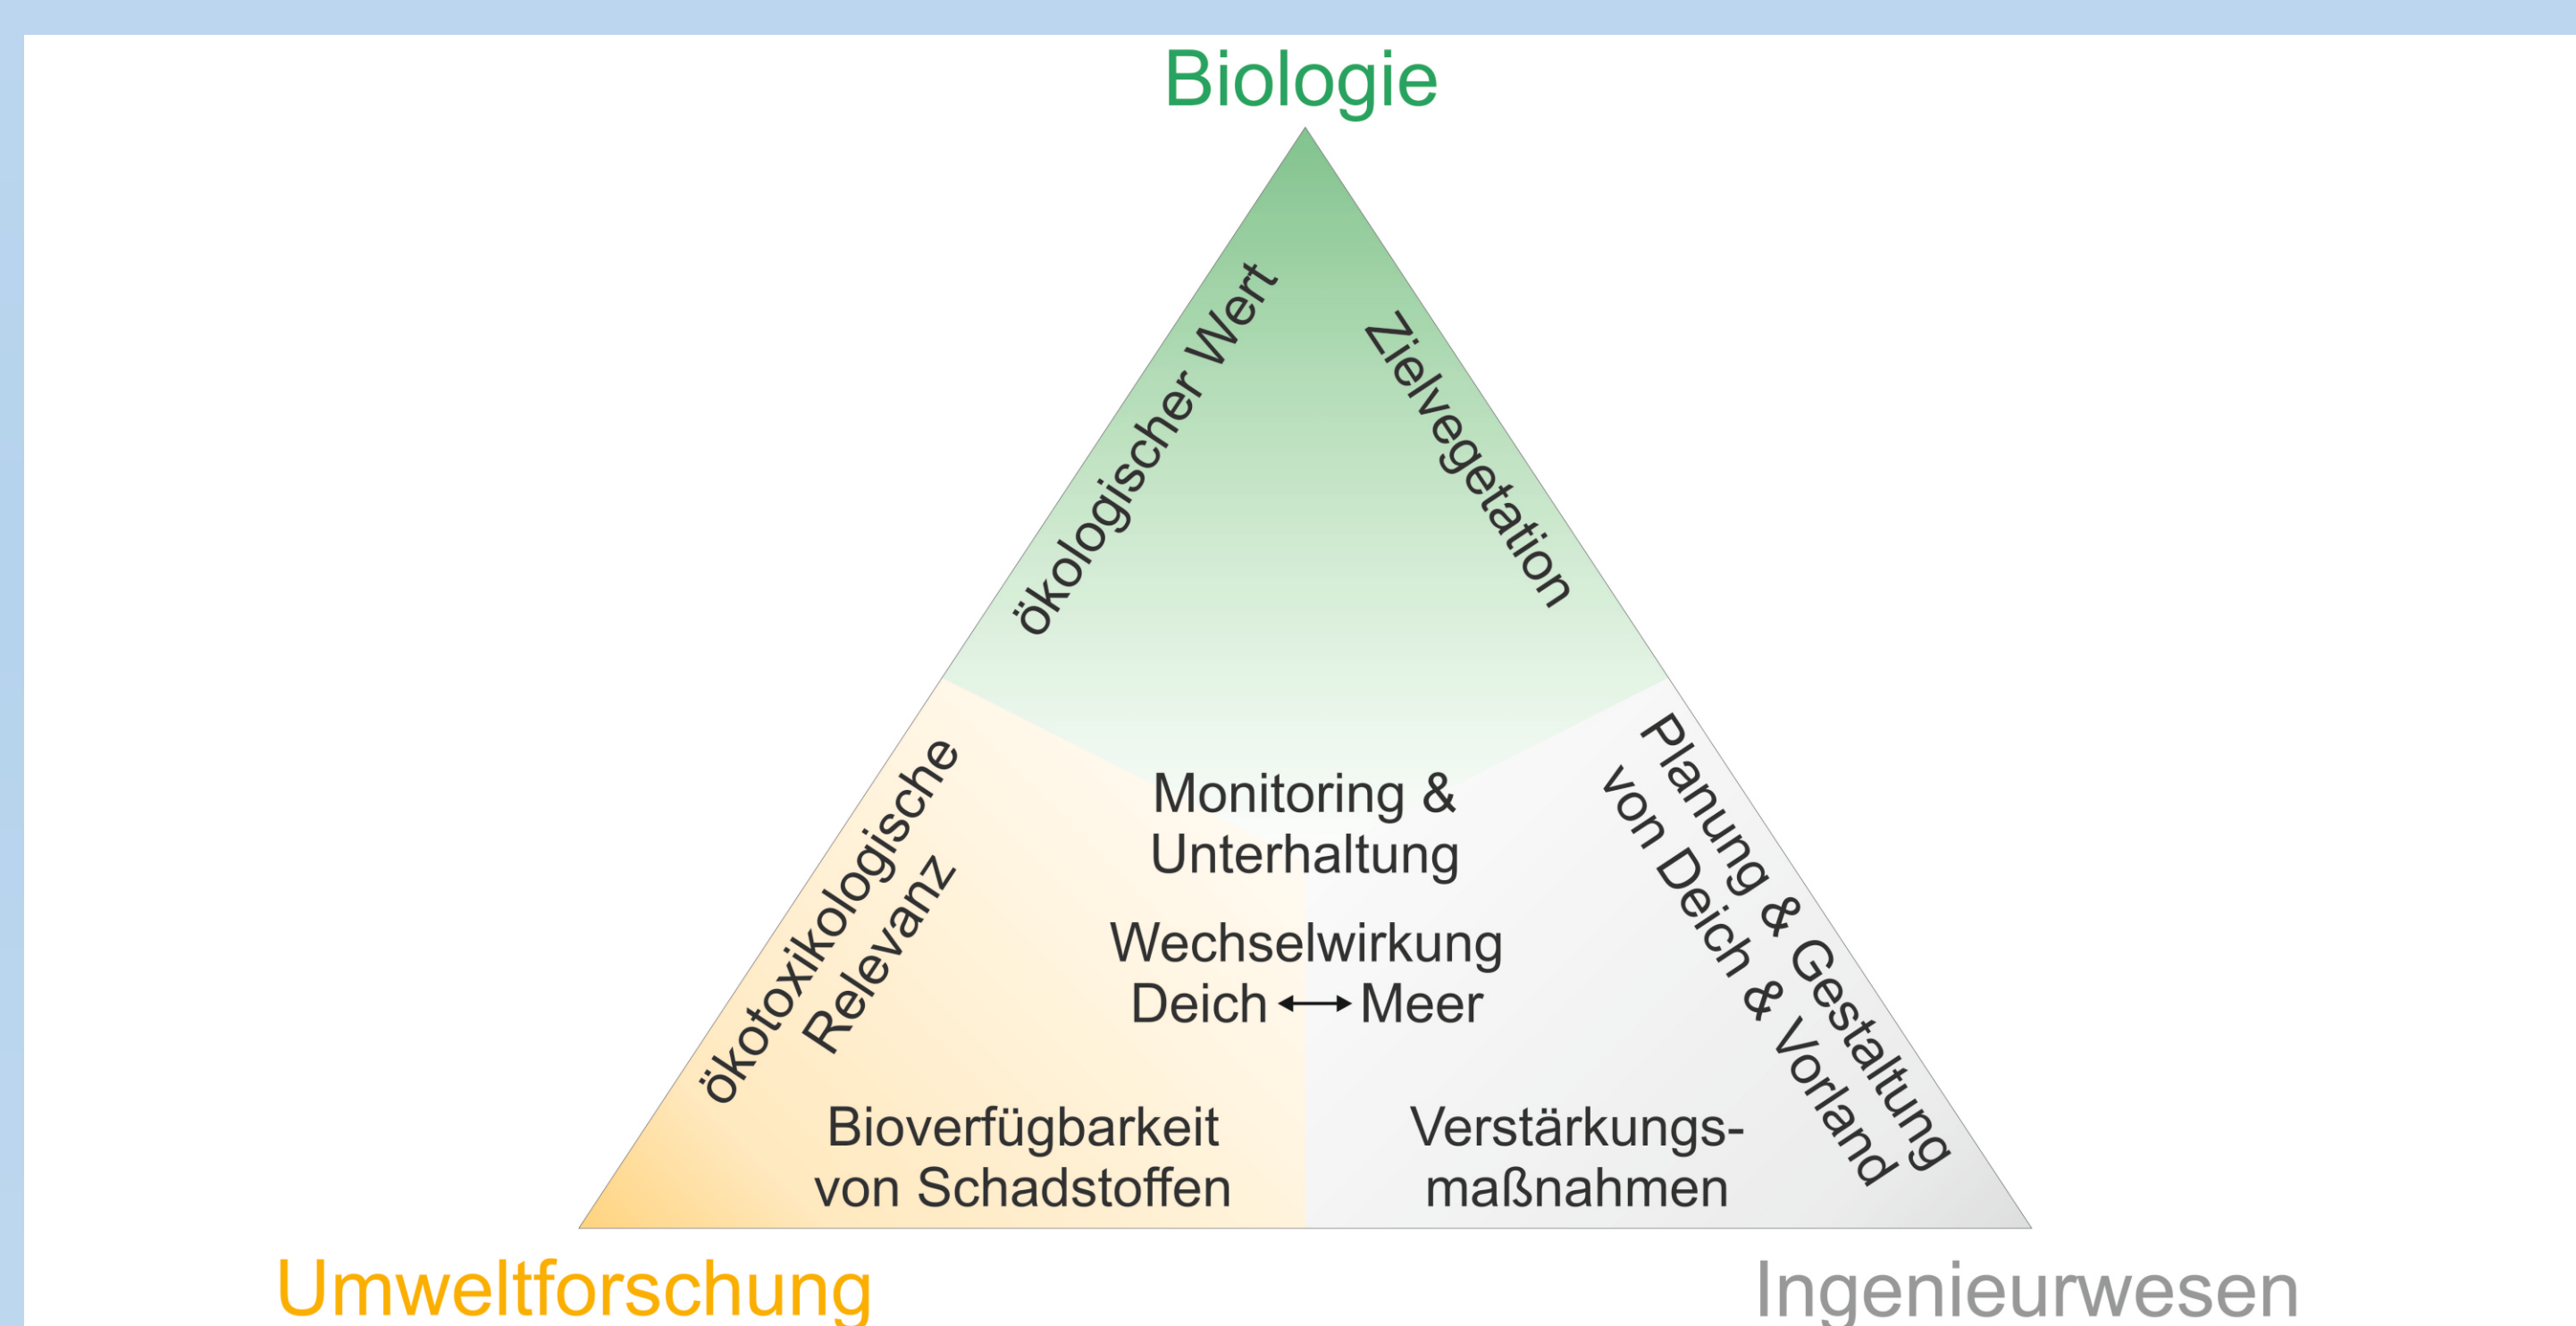 Biologie
ökologischer Wert
Zielvegetation
ökotoxikologische
Relevanz
Monitoring &
Unterhaltung
Wechselwirkung
Deich ↔ Meer
Planung & Gestaltung
von Deich & Vorland
Bioverfügbarkeit
von Schadstoffen
Verstärkungs-
maßnahmen
Umweltforschung
Ingenieurwesen